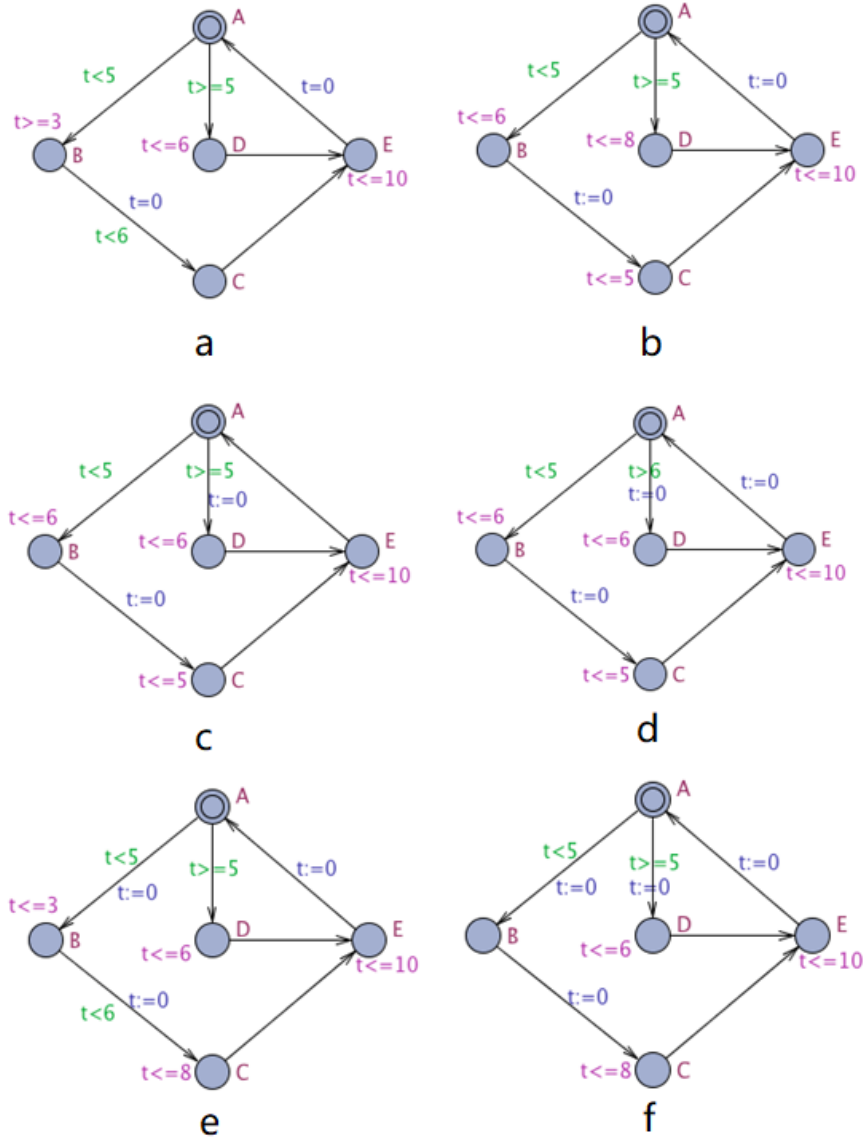 A
t<5
t>=5
t=0
t>=3
B
t<=6
D
E
t<=10
t=0
t<6
C
a
A
t<5
t>=5
t:=0
t<=6
B
t<=8
D
E
t<=10
t:=0
t<=5
C
b
A
t<5
t>=5
t:=0
t<=6
B
t<=6
D
E
t<=10
t:=0
t<=5
C
c
A
t<5
t>6
t:=0
t:=0
t<=6
B
t<=6
D
E
t<=10
t:=0
t<=5
C
d
A
t<5
t:=0
t>=5
t:=0
t<=3
B
t<=6
D
E
t<=10
t:=0
t<6
t<=8
C
e
A
t<5
t:=0
t>=5
t:=0
t:=0
B
t<=6
D
E
t<=10
t:=0
t<=8
C
f